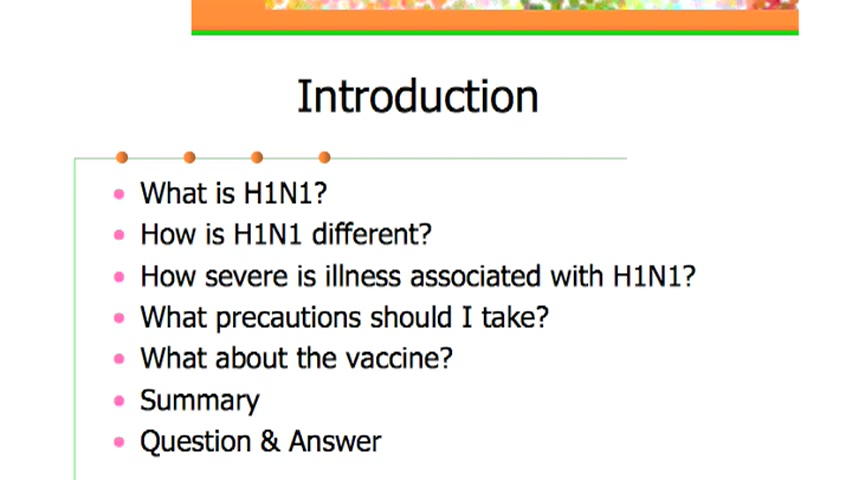 Introduction
What is H1N1?
How is H1N1 different?
How severe is illness associated with H1N1?
What precautions should I take?
What about the vaccine?
Summary
Question & Answer